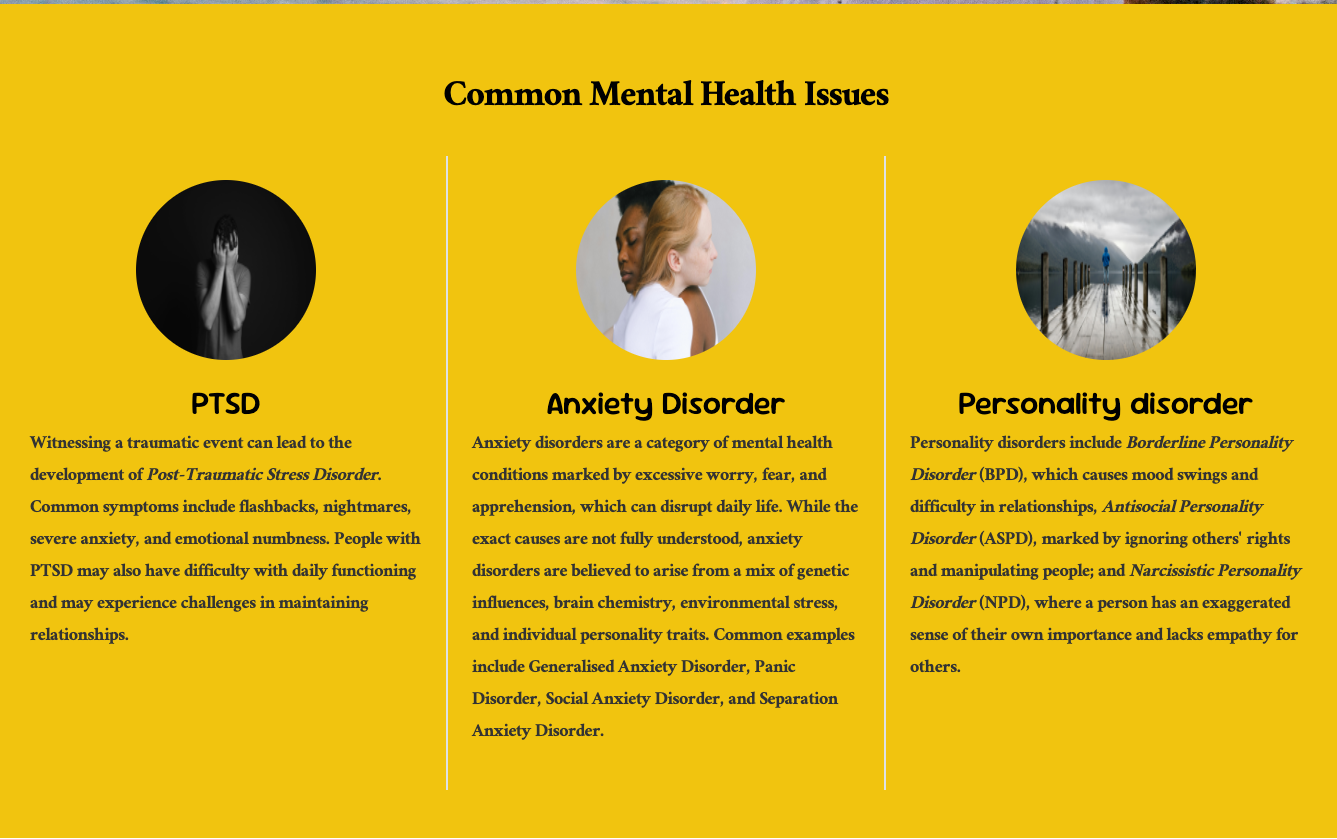 Common Mental Health Issues
PTSD
Witnessing a traumatic event can lead to the
development of Post-Traumatic Stress Disorder.
Common symptoms include flashbacks, nightmares,
severe anxiety, and emotional numbness. People with
PTSD may also have difficulty with daily functioning
and may experience challenges in maintaining
relationships.
Anxiety Disorder
Anxiety disorders are a category of mental health
conditions marked by excessive worry, fear, and
apprehension, which can disrupt daily life. While the
exact causes are not fully understood, anxiety
disorders are believed to arise from a mix of genetic
influences, brain chemistry, environmental stress,
and individual personality traits. Common examples
include Generalised Anxiety Disorder, Panic
Disorder, Social Anxiety Disorder, and Separation
Anxiety Disorder.
Personality disorder
Personality disorders include Borderline Personality
Disorder (BPD), which causes mood swings and
difficulty in relationships, Antisocial Personality
Disorder (ASPD), marked by ignoring others' rights
and manipulating people; and Narcissistic Personality
Disorder (NPD), where a person has an exaggerated
sense of their own importance and lacks empathy for
others.